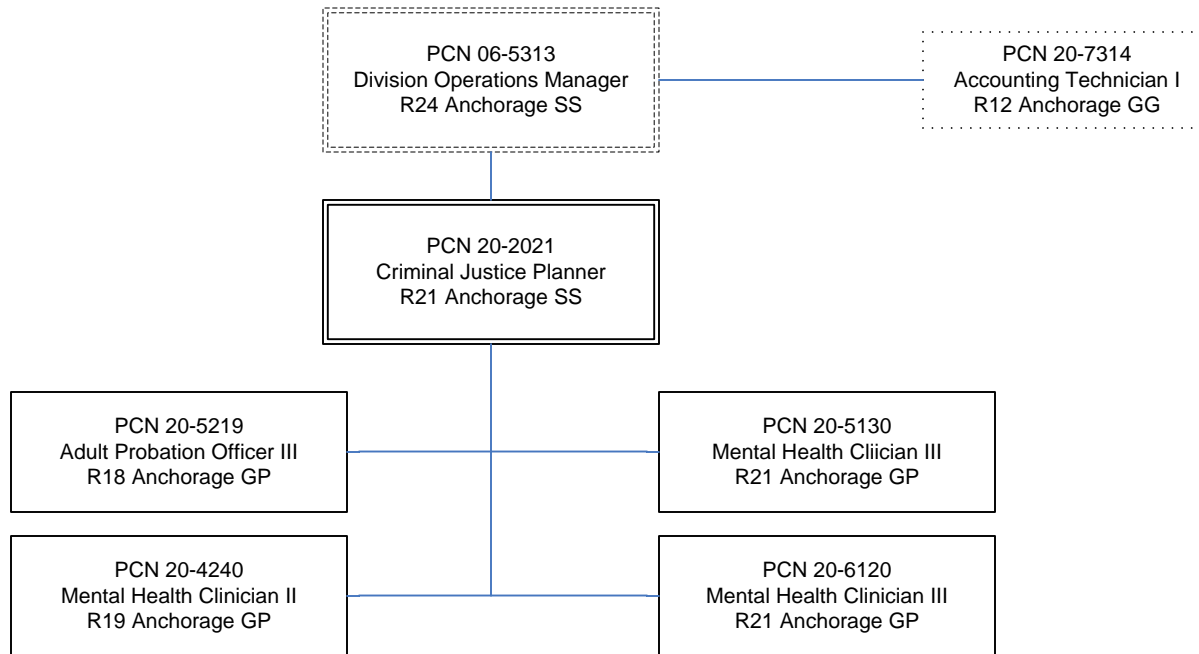 PCN 06-5313
Division Operations Manager
R24 Anchorage SS
PCN 20-7314
Accounting Technician I
R12 Anchorage GG
PCN 20-2021
Criminal Justice Planner
R21 Anchorage SS
PCN 20-5219
Adult Probation Officer III
R18 Anchorage GP
PCN 20-5130
Mental Health Cliician III
R21 Anchorage GP
PCN 20-4240
Mental Health Clinician II
R19 Anchorage GP
PCN 20-6120
Mental Health Clinician III
R21 Anchorage GP